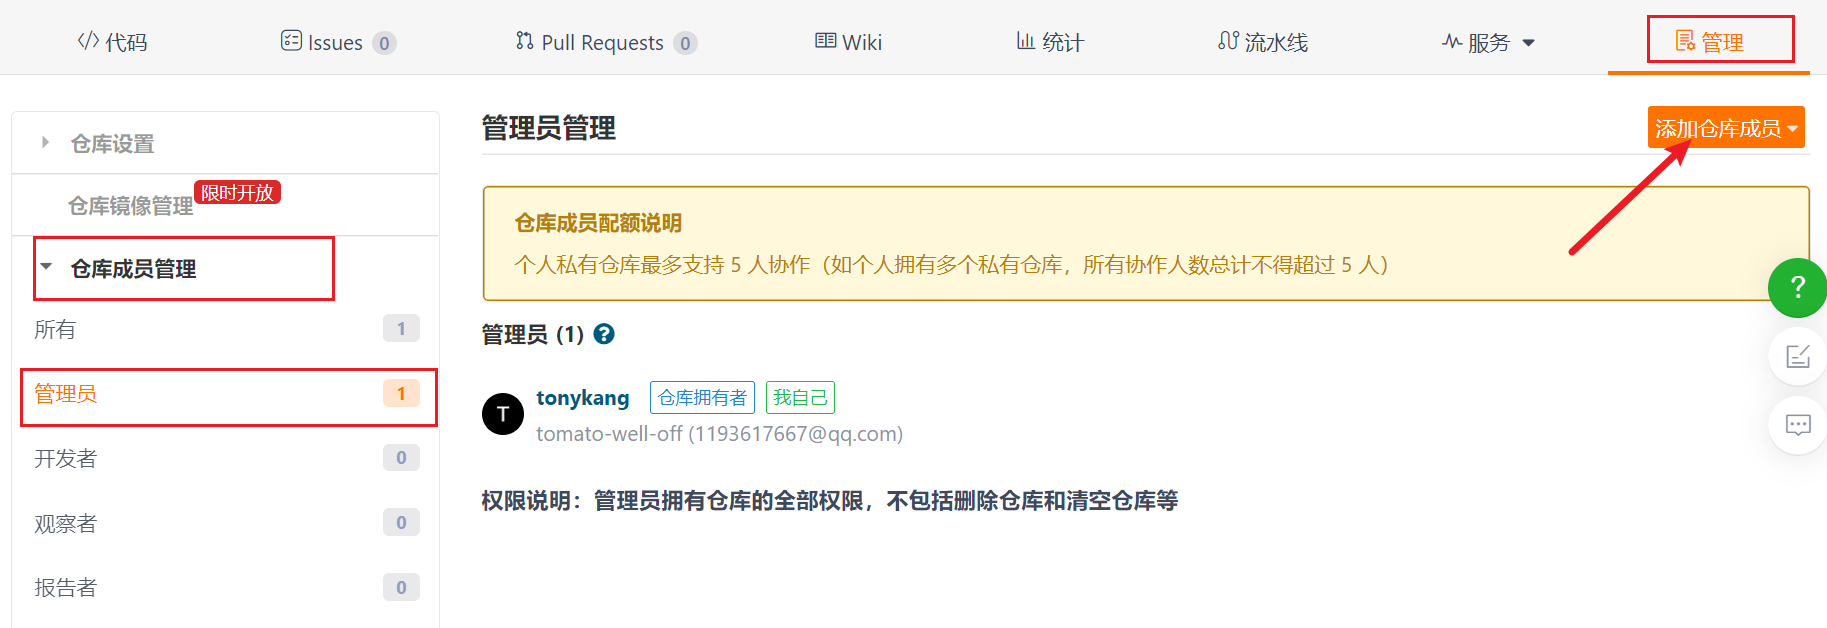 代码 Issues 0 Pull Requests 0 Wiki 统计 流水线 服务 管理
仓库设置
仓库镜像管理 限时开放
仓库成员管理
所有 1
管理员 1
开发者 0
观察者 0
报告者 0
管理员管理
添加仓库成员
仓库成员配额说明
个人私有仓库最多支持 5 人协作（如个人拥有多个私有仓库，所有协作人数总计不得超过 5 人）
管理员 (1) ?
T
tonykang 仓库拥有者 我自己
tomato-well-off (1193617667@qq.com)
权限说明：管理员拥有仓库的全部权限，不包括删除仓库和清空仓库等
?